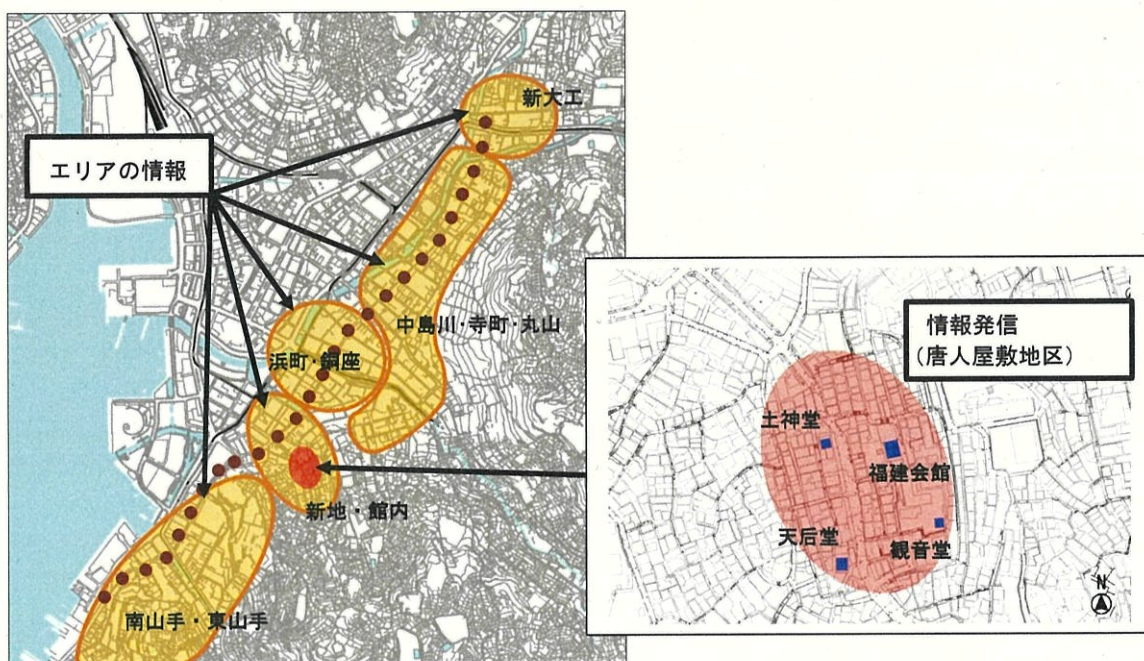 新大工
エリアの情報
中島川・寺町・丸山
浜町・銅座
新地・館内
南山手・東山手
情報発信
(唐人屋敷地区)
土神堂
福建会館
天后堂
観音堂
N